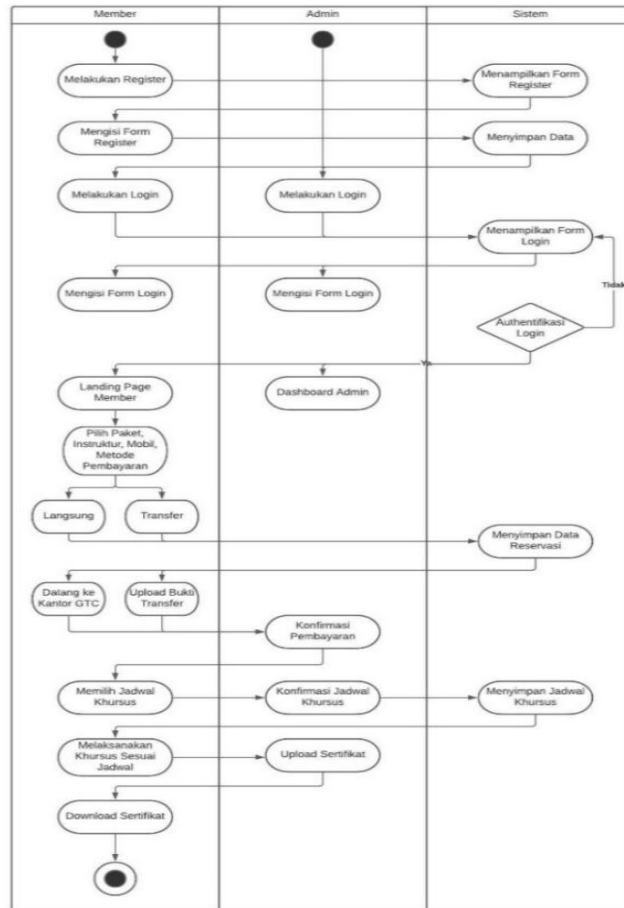 Member
Admin
Sistem
Melakukan Register
Menampilkan Form
Register
Mengisi Form
Register
Menyimpan Data
Melakukan Login
Melakukan Login
Menampilkan Form
Login
Mengisi Form Login
Mengisi Form Login
Tidak
Authentifikasi
Login
Ya
Landing Page
Member
Dashboard Admin
Pilih Paket,
Instruktur, Mobil,
Metode
Pembayaran
Langsung
Transfer
Menyimpan Data
Reservasi
Datang ke
Kantor GTC
Upload Bukti
Transfer
Konfirmasi
Pembayaran
Memilih Jadwal
Khursus
Konfirmasi Jadwal
Khursus
Menyimpan Jadwal
Khursus
Melaksanakan
Khursus Sesuai
Jadwal
Upload Sertifikat
Download Sertifikat